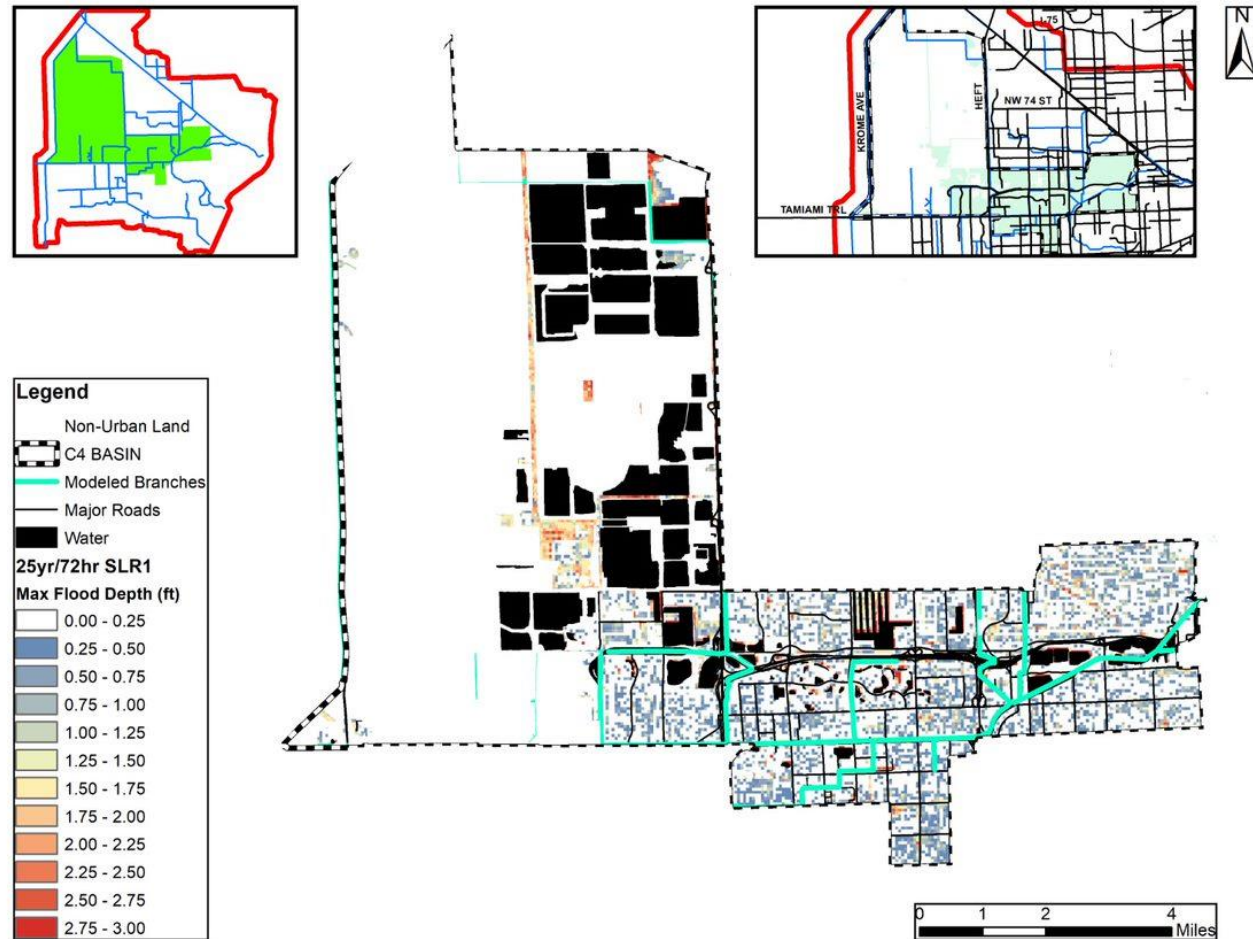 N
I-75
KROME AVE
HEFT
NW 74 ST
TAMIAMI TRL
Legend
Non-Urban Land
C4 BASIN
Modeled Branches
Major Roads
Water
25yr/72hr SLR1
Max Flood Depth (ft)
0.00 - 0.25
0.25 - 0.50
0.50 - 0.75
0.75 - 1.00
1.00 - 1.25
1.25 - 1.50
1.50 - 1.75
1.75 - 2.00
2.00 - 2.25
2.25 - 2.50
2.50 - 2.75
2.75 - 3.00
0 1 2 4
Miles